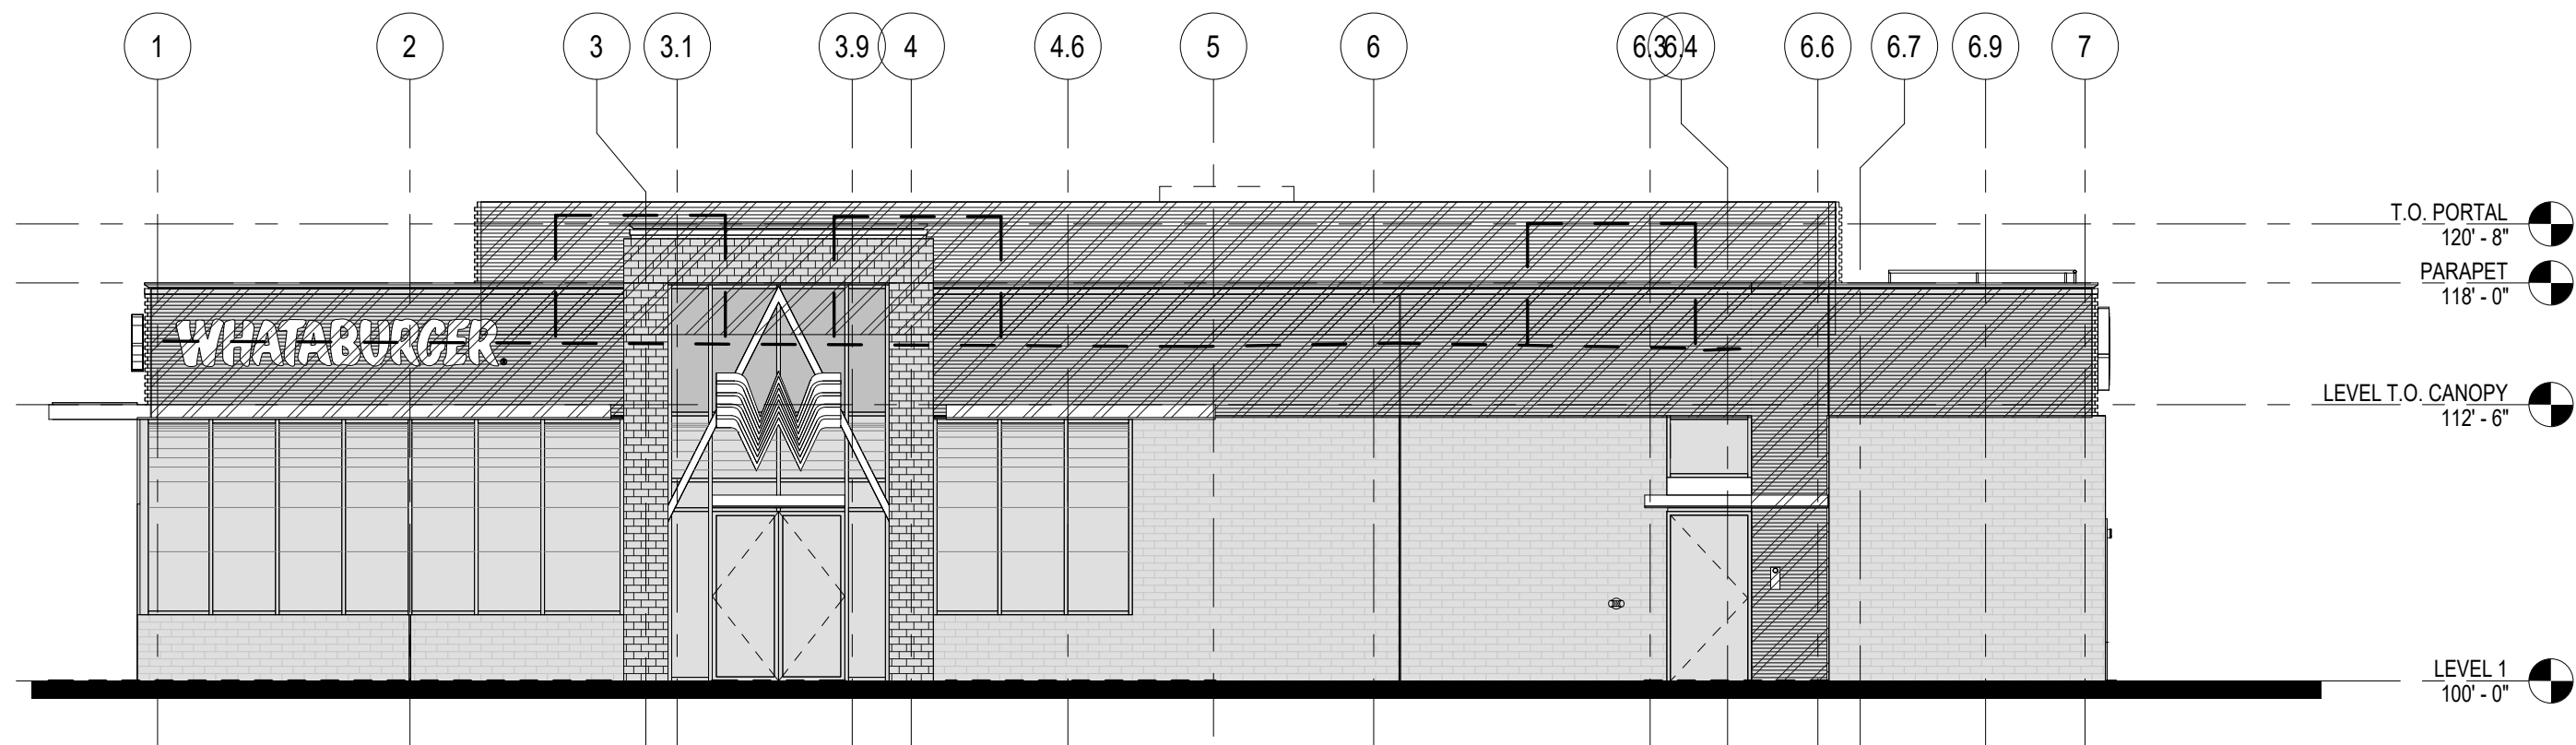 1 2 3 3.1 3.9 4 4.6 5 6 6.3 6.4 6.6 6.7 6.9 7
T.O. PORTAL
120' - 8"
PARAPET
118' - 0"
WHATABURGER
LEVEL T.O. CANOPY
112' - 6"
LEVEL 1
100' - 0"